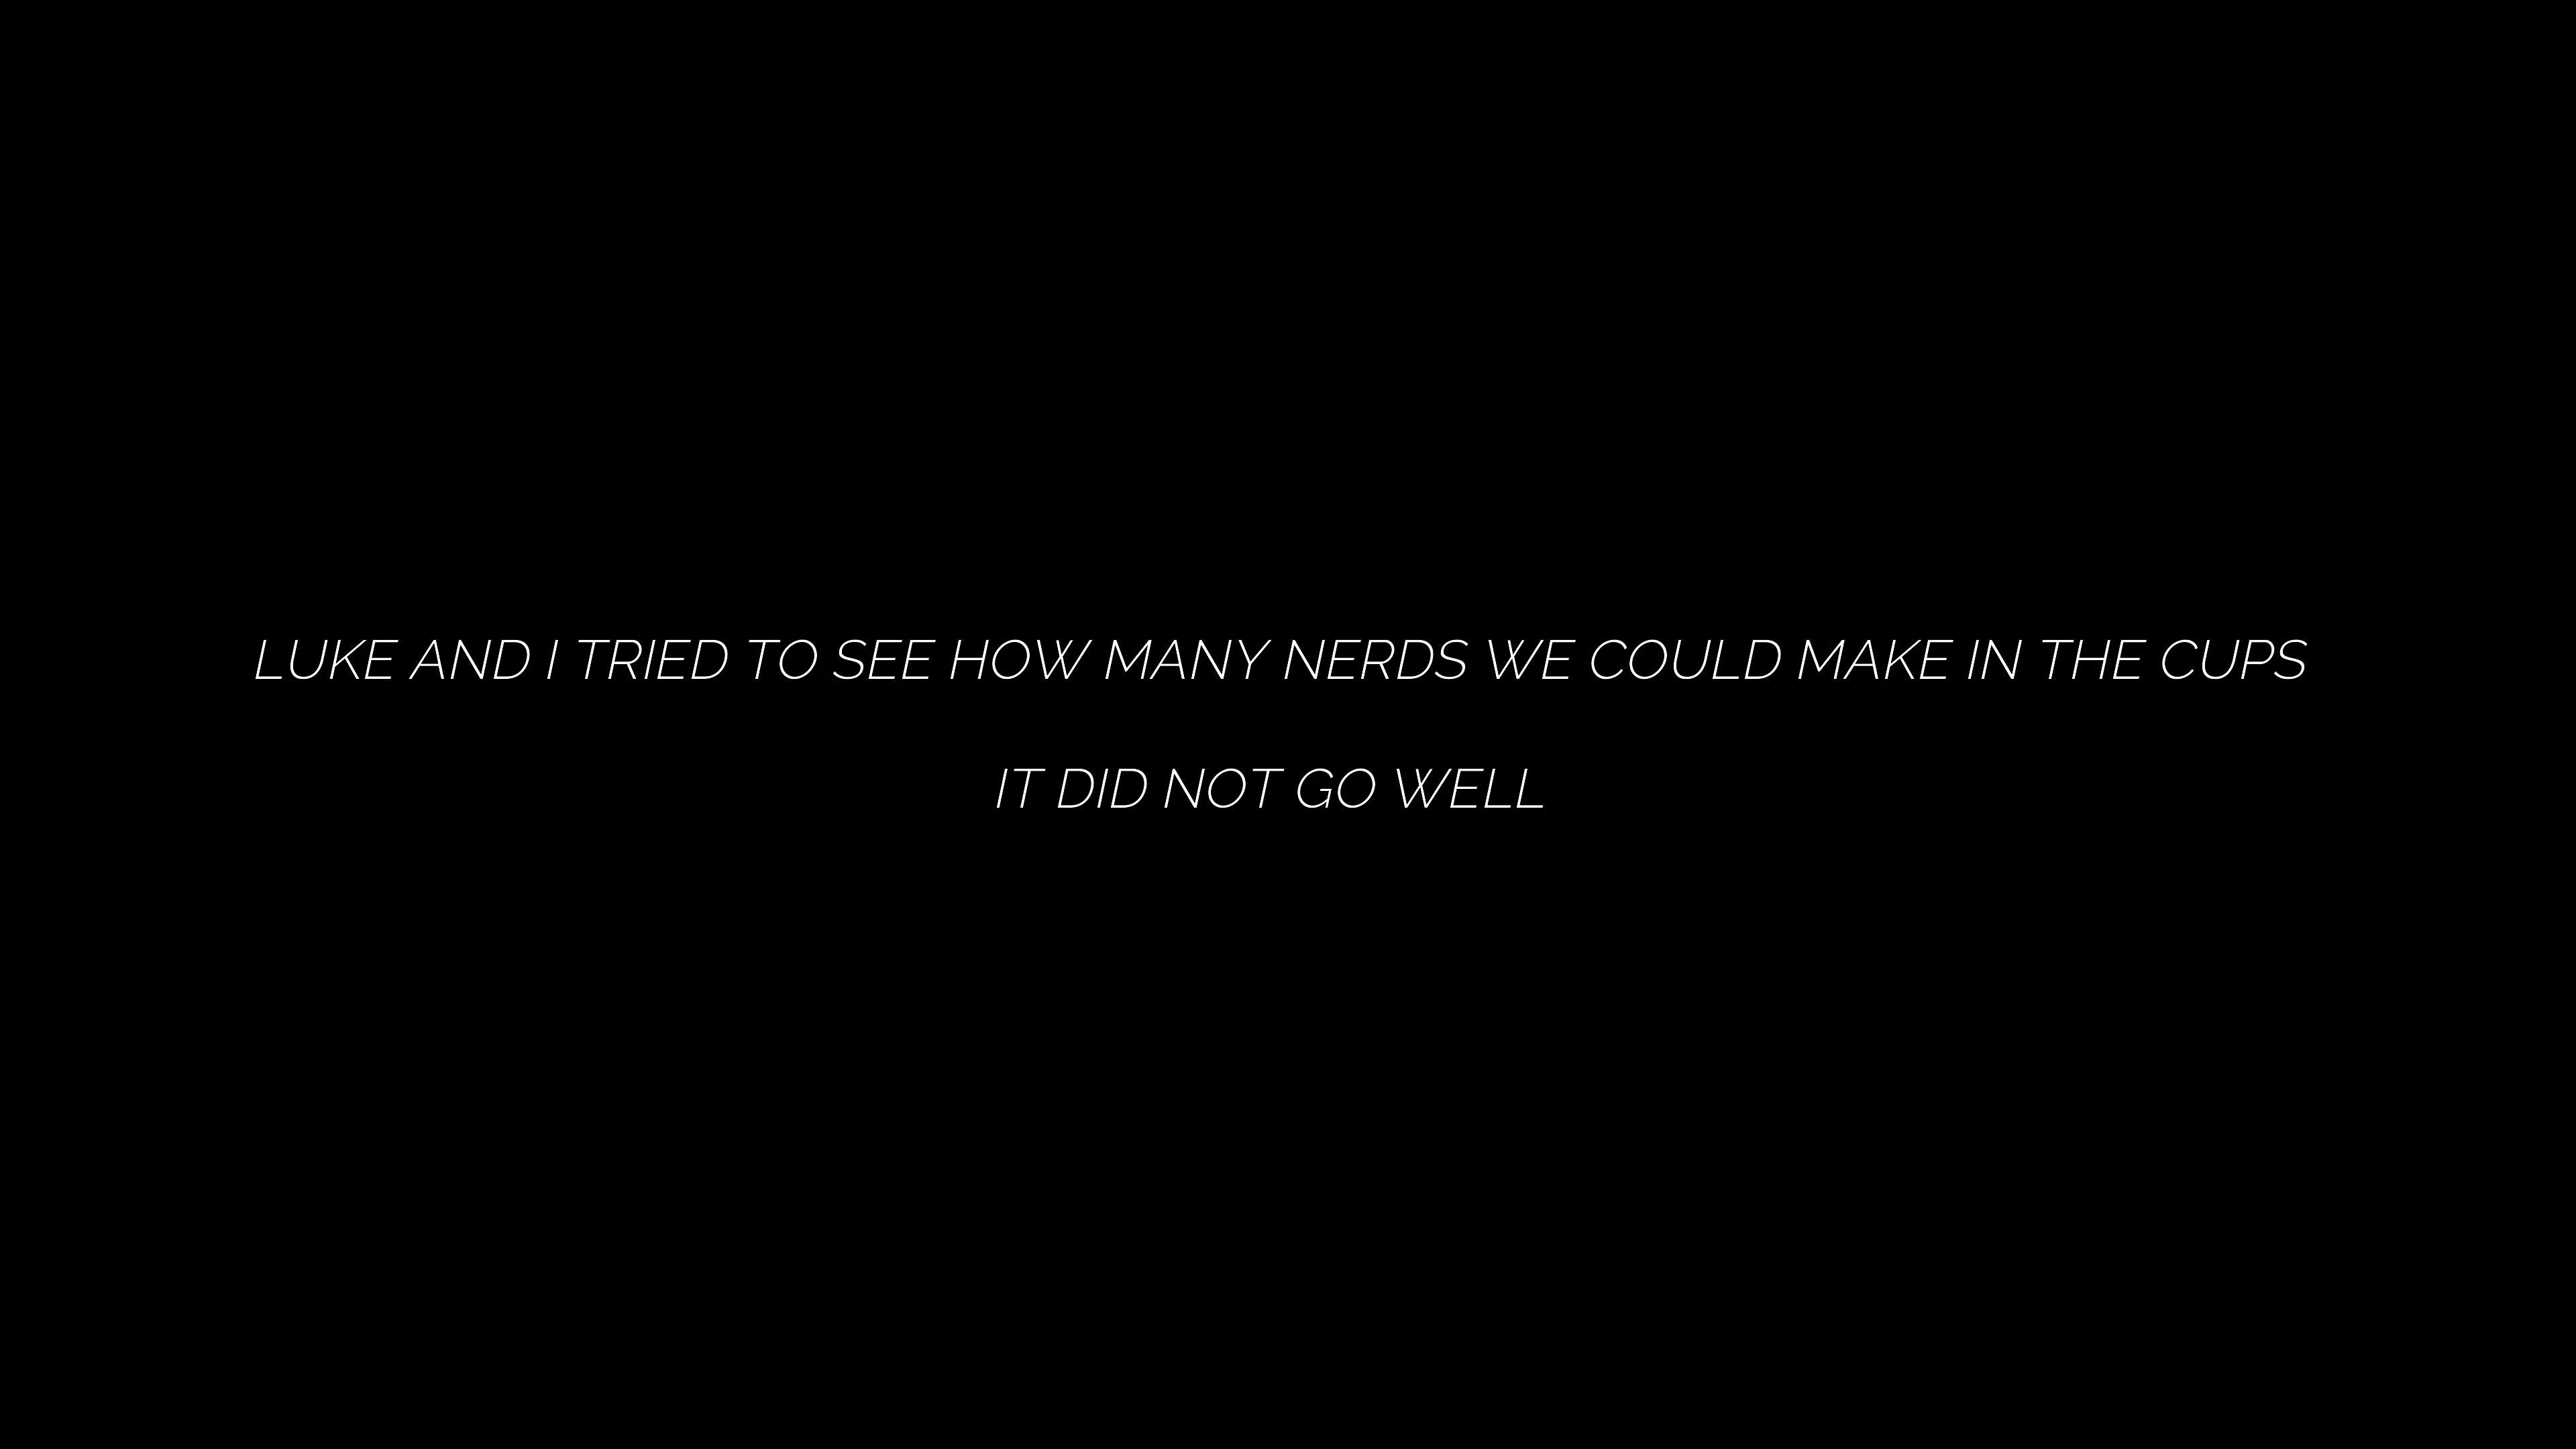 LUKE AND I TRIED TO SEE HOW MANY NERDS WE COULD MAKE IN THE CUPS
IT DID NOT GO WELL